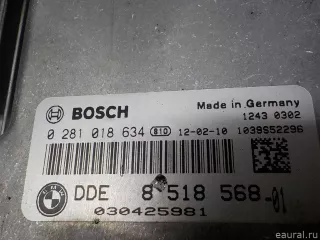 BOSCH
Made in Germany
1243 0302
0 281 018 634 B10 12-02-10 1039S52296
DDE 8 518 568-01
030425981
eaural.ru